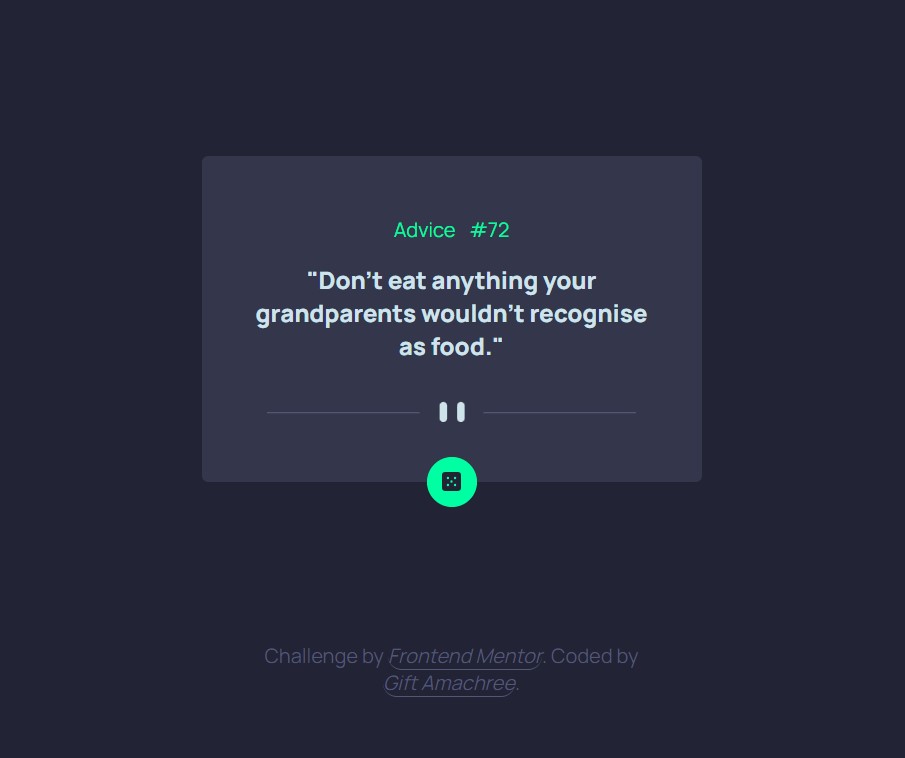 Advice #72
"Don't eat anything your
grandparents wouldn't recognise
as food."
Challenge by Frontend Mentor. Coded by
Gift Amachree.